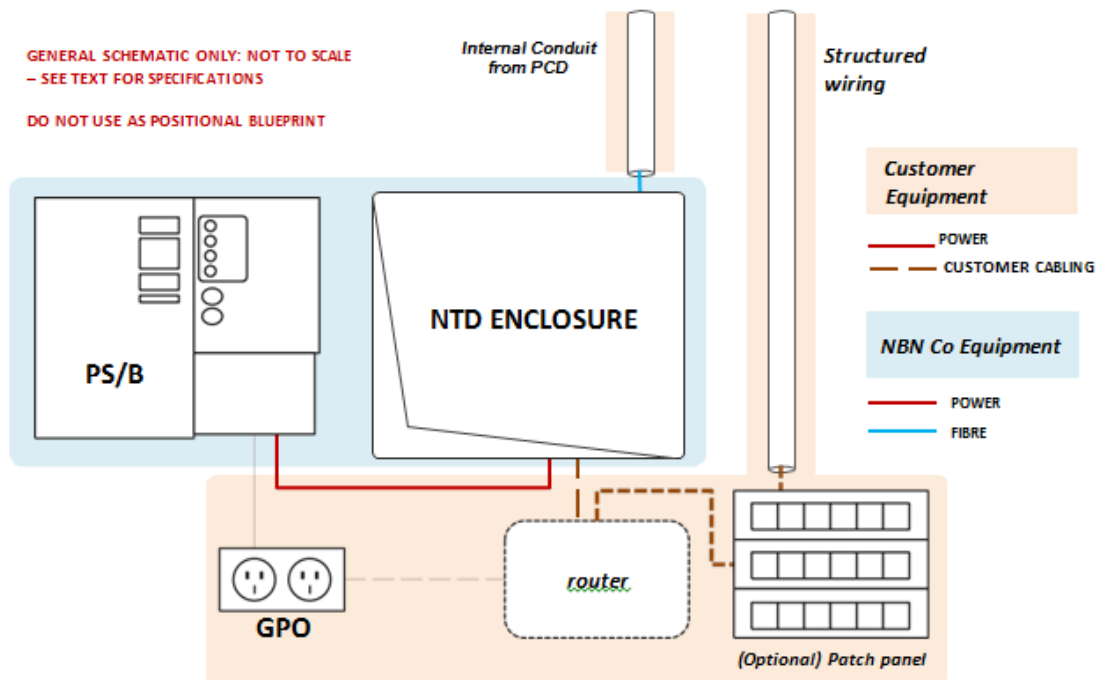 GENERAL SCHEMATIC ONLY: NOT TO SCALE
– SEE TEXT FOR SPECIFICATIONS
DO NOT USE AS POSITIONAL BLUEPRINT
Internal Conduit
from PCD
Structured
wiring
Customer
Equipment
POWER
CUSTOMER CABLING
NBN Co Equipment
POWER
FIBRE
PS/B
NTD ENCLOSURE
GPO
router
(Optional) Patch panel